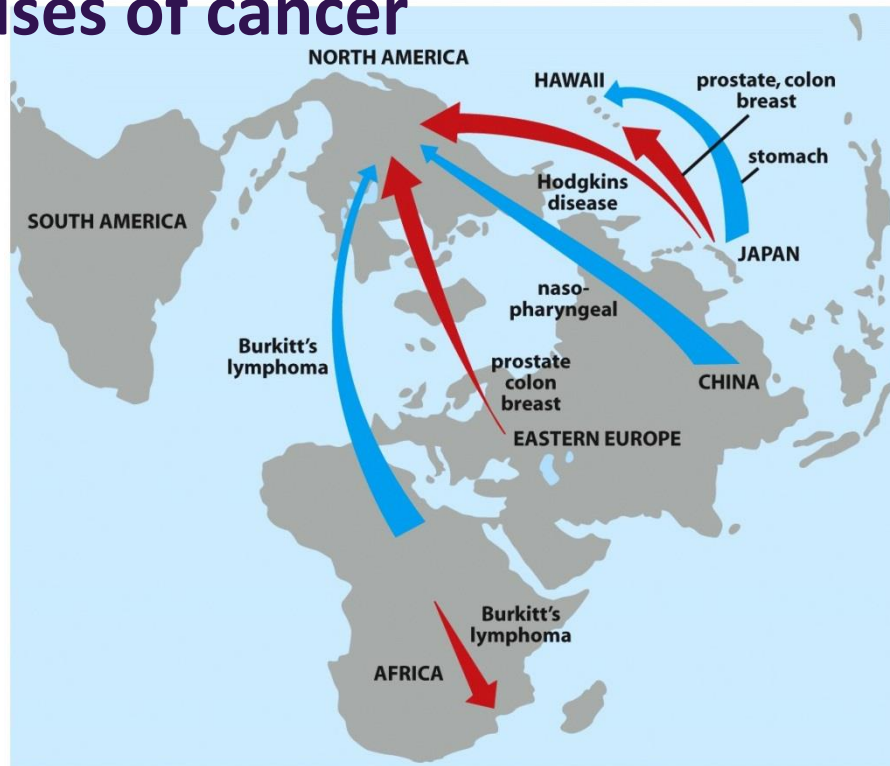 of cancer
NORTH AMERICA
HAWAII
prostate, colon
breast
stomach
Hodgkins
disease
SOUTH AMERICA
JAPAN
naso-
pharyngeal
Burkitt's
lymphoma
prostate
colon
breast
CHINA
EASTERN EUROPE
Burkitt's
lymphoma
AFRICA